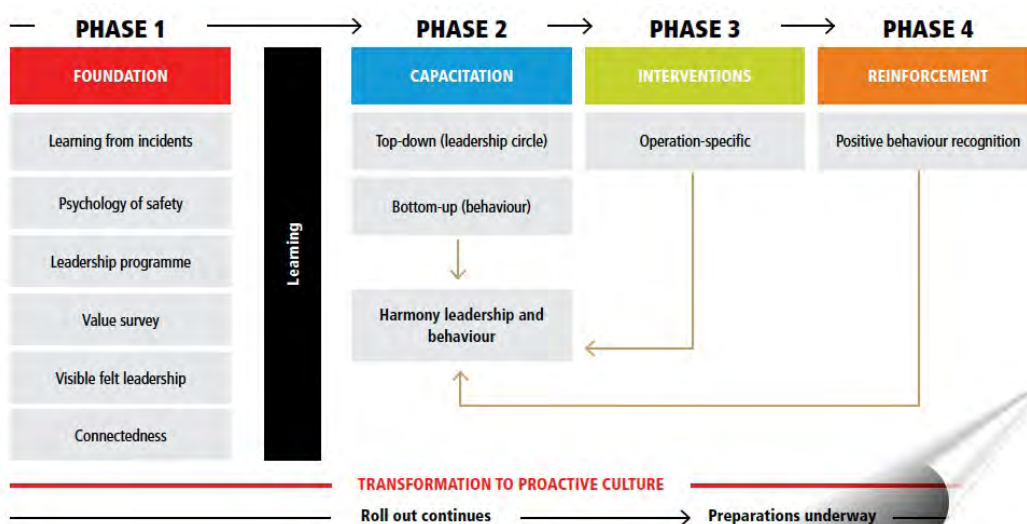 PHASE 1
PHASE 2
PHASE 3
PHASE 4
FOUNDATION
CAPACITATION
INTERVENTIONS
REINFORCEMENT
Learning from incidents
Psychology of safety
Leadership programme
Value survey
Visible felt leadership
Connectedness
Learning
Top-down (leadership circle)
Bottom-up (behaviour)
Harmony leadership and
behaviour
Operation-specific
Positive behaviour recognition
TRANSFORMATION TO PROACTIVE CULTURE
Roll out continues
Preparations underway